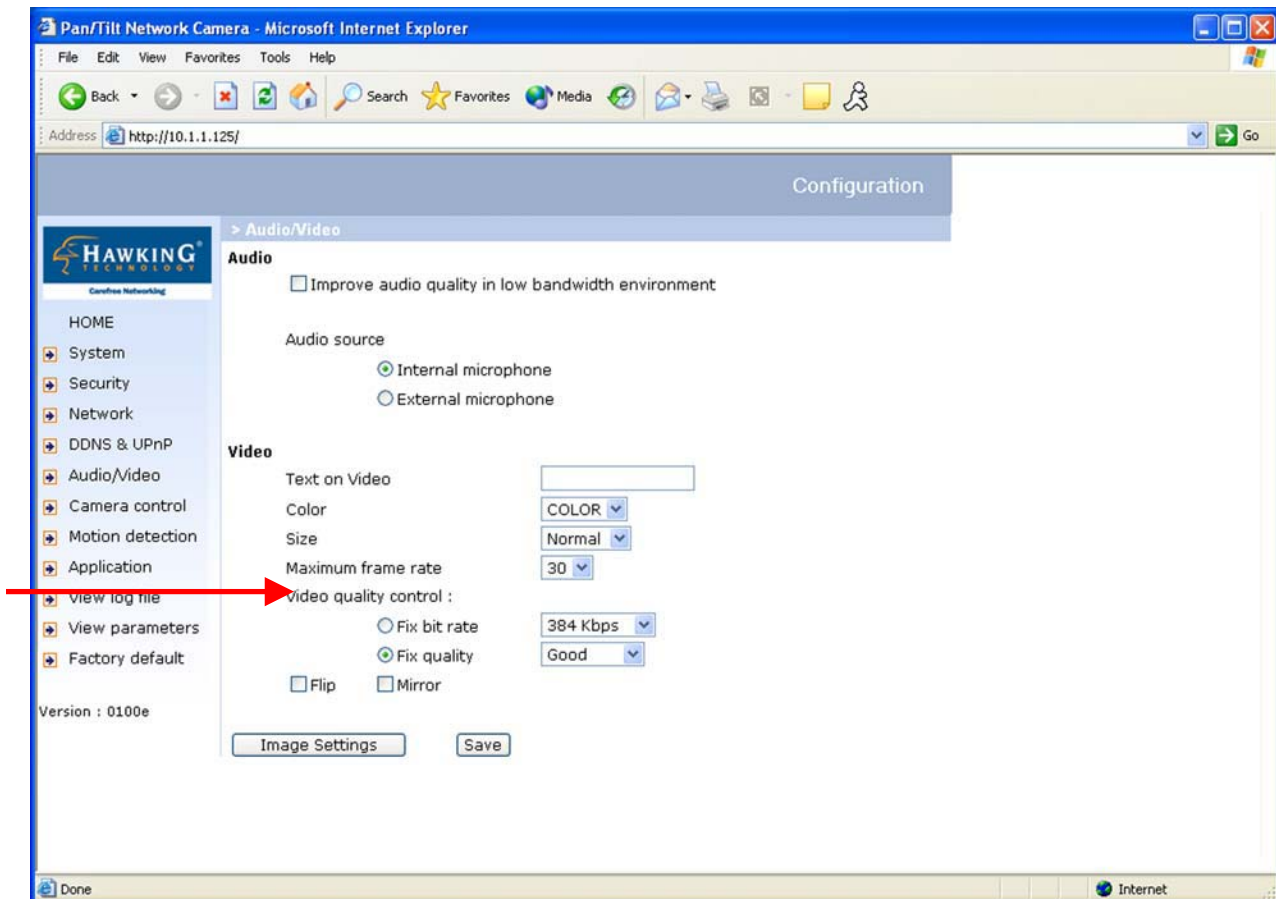 Pan/Tilt Network Camera - Microsoft Internet Explorer
File Edit View Favorites Tools Help
Back Search Favorites Media
Address http://10.1.1.125/ Go
Configuration
> Audio/Video
HAWKING®
TECHNOLOGY
Carefree Networking
HOME
System
Security
Network
DDNS & UPnP
Audio/Video
Camera control
Motion detection
Application
View log file
View parameters
Factory default
Version : 0100e
Audio
Improve audio quality in low bandwidth environment
Audio source
Internal microphone
External microphone
Video
Text on Video
Color COLOR
Size Normal
Maximum frame rate 30
Video quality control :
Fix bit rate 384 Kbps
Fix quality Good
Flip Mirror
Image Settings Save
Done Internet